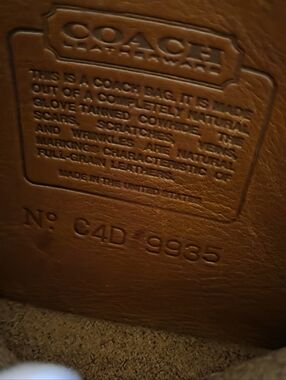 COACH
LEATHERWARE
THIS IS A COACH BAG. IT IS MADE
OUT OF A COMPLETELY NATURAL
GLOVE TANNED COWHIDE. THE
SCARS, SCRATCHES, VEINS
AND WRINKLES ARE NATURAL
MARKINGS CHARACTERISTIC OF
FULL-GRAIN LEATHERS.
MADE IN THE UNITED STATES
Nº C4D-9935